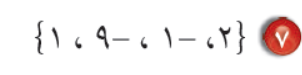 ٧ {٢، –١ ، –٩ ، ١}